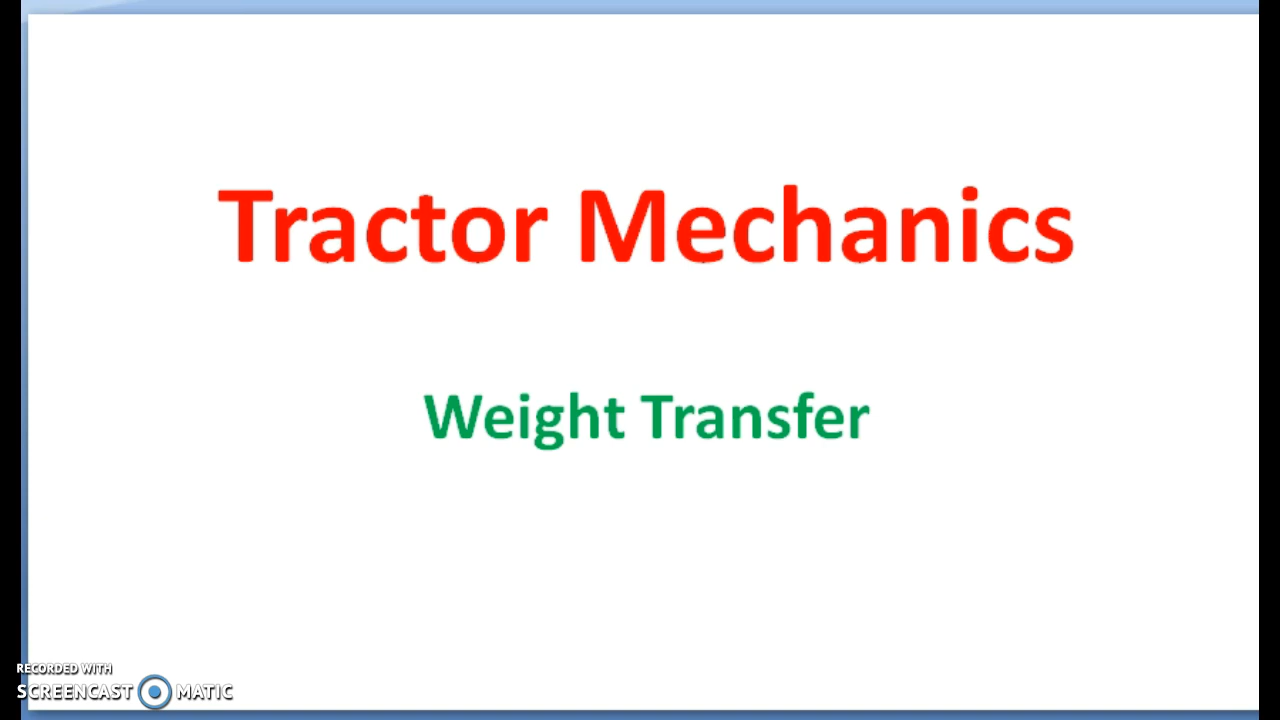 Tractor Mechanics
Weight Transfer
RECORDED WITH
SCREENCAST MATIC